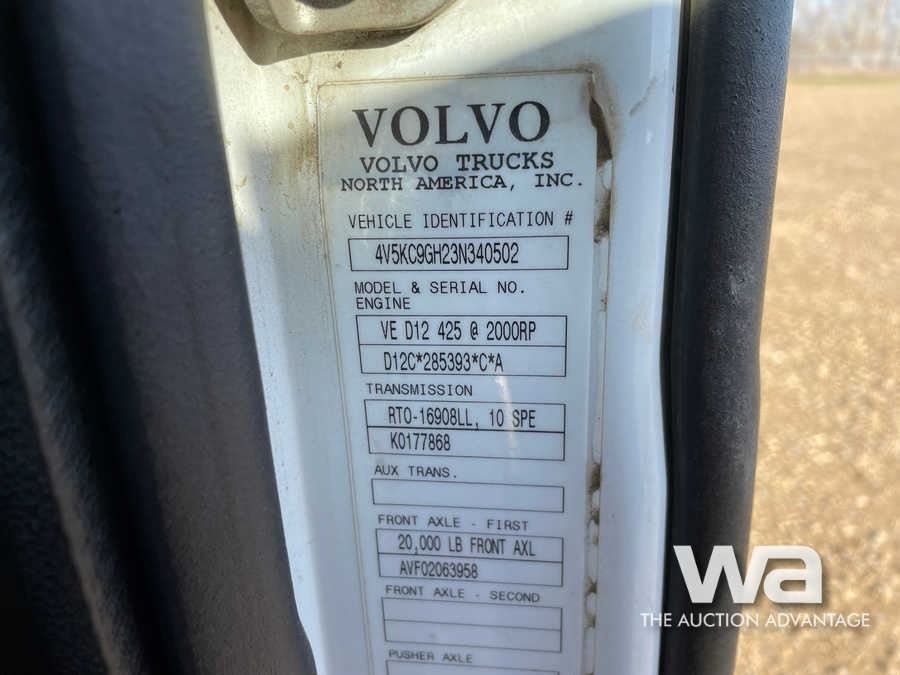 VOLVO
VOLVO TRUCKS
NORTH AMERICA, INC.
VEHICLE IDENTIFICATION #
4V5KC9GH23N340502
MODEL & SERIAL NO.
ENGINE
VE D12 425 @ 2000RP
D12C*285393*C*A
TRANSMISSION
RTO-16908LL, 10 SPE
K0177868
AUX TRANS.
FRONT AXLE - FIRST
20,000 LB FRONT AXL
AVF02063958
FRONT AXLE - SECOND
PUSHER AXLE
wa
THE AUCTION ADVANTAGE